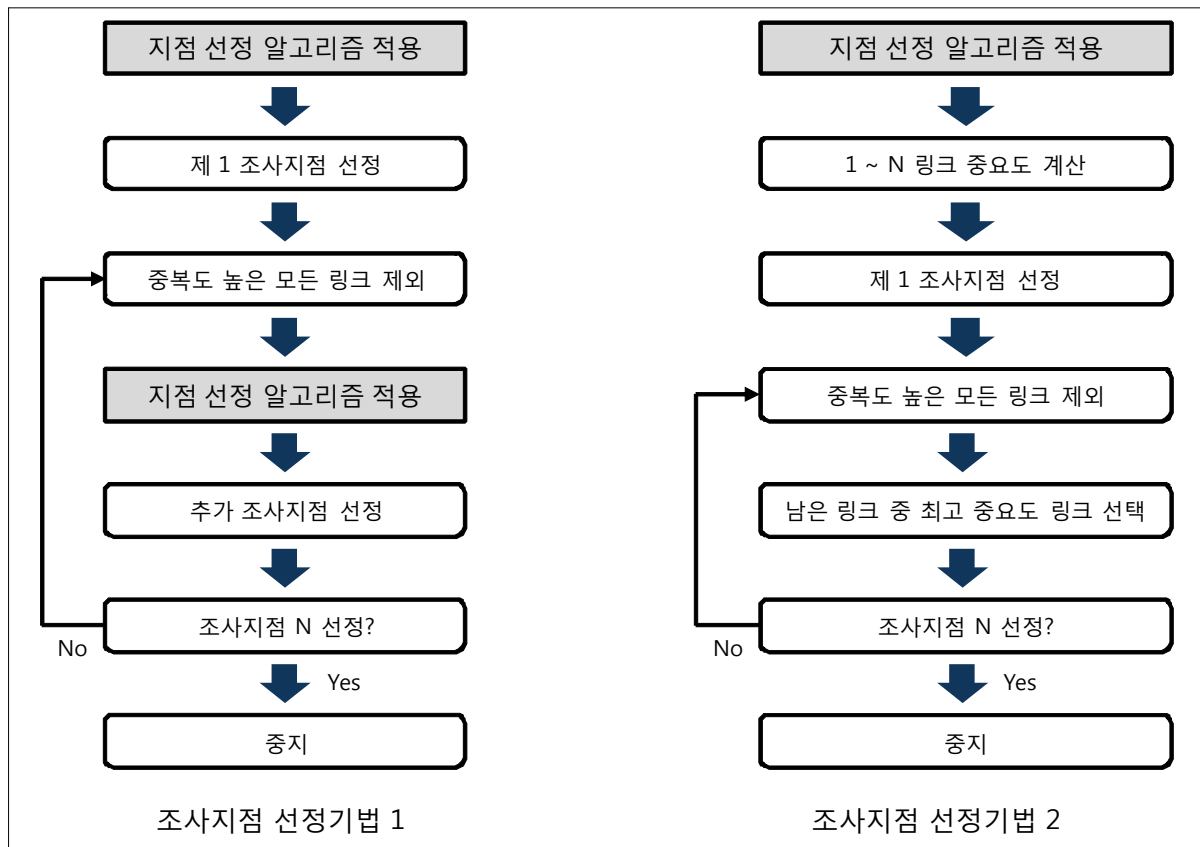 지점 선정 알고리즘 적용
제 1 조사지점 선정
중복도 높은 모든 링크 제외
지점 선정 알고리즘 적용
추가 조사지점 선정
조사지점 N 선정?
No
Yes
중지
조사지점 선정기법 1
지점 선정 알고리즘 적용
1 ~ N 링크 중요도 계산
제 1 조사지점 선정
중복도 높은 모든 링크 제외
남은 링크 중 최고 중요도 링크 선택
조사지점 N 선정?
No
Yes
중지
조사지점 선정기법 2